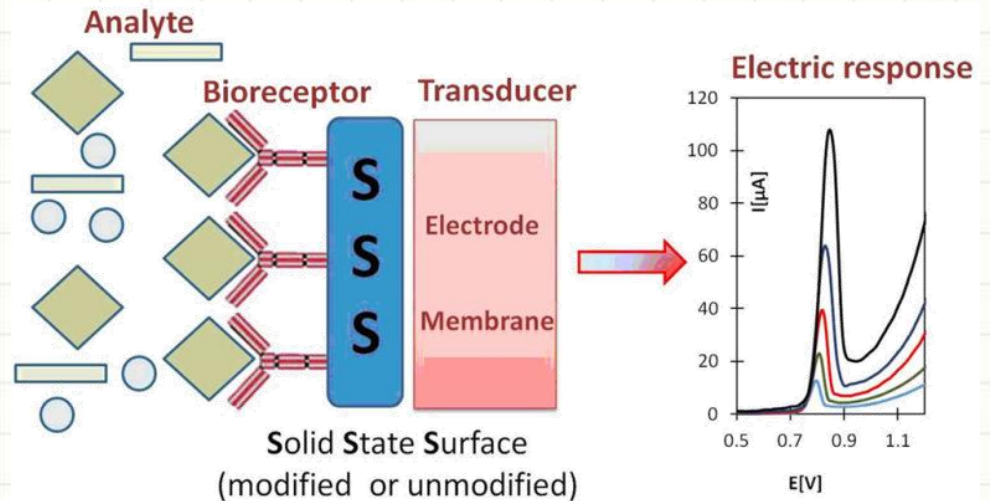 Analyte
Bioreceptor
Transducer
Electric response
S
S
S
Electrode
Membrane
Solid State Surface
(modified or unmodified)
120
100
80
60
40
20
0
I[µA]
0.5 0.7 0.9 1.1
E[V]